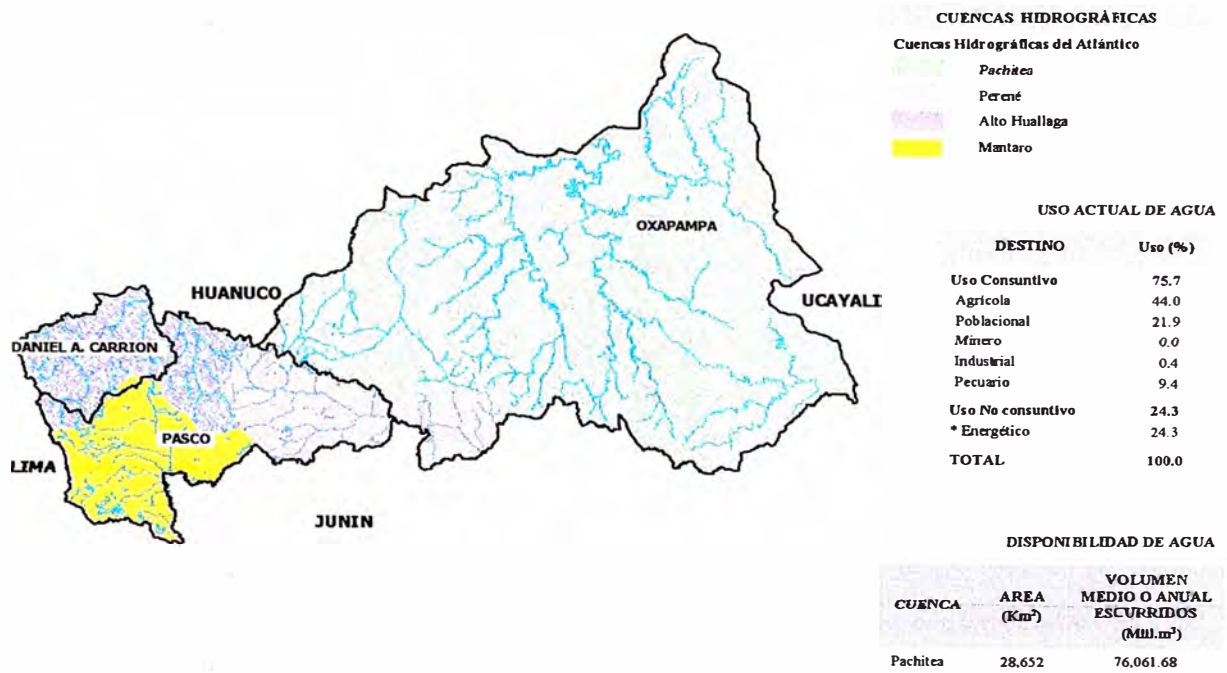 CUENCAS HIDROGRÀFICAS
Cuencas Hidrográficas del Atlántico
Pachitea
Perené
Alto Huallaga
Mantaro
OXAPAMPA
HUANUCO
UCAYALI
DANIEL A. CARRION
PASCO
LIMA
JUNIN
USO ACTUAL DE AGUA
DESTINO Uso (%)
Uso Consuntivo 75.7
Agrícola 44.0
Poblacional 21.9
Minero 0.0
Industrial 0.4
Pecuario 9.4
Uso No consuntivo 24.3
* Energético 24.3
TOTAL 100.0
DISPONIBILIDAD DE AGUA
CUENCA AREA (Km²) VOLUMEN MEDIO O ANUAL ESCURRIDOS (Mill.m³)
Pachitea 28,652 76,061.68